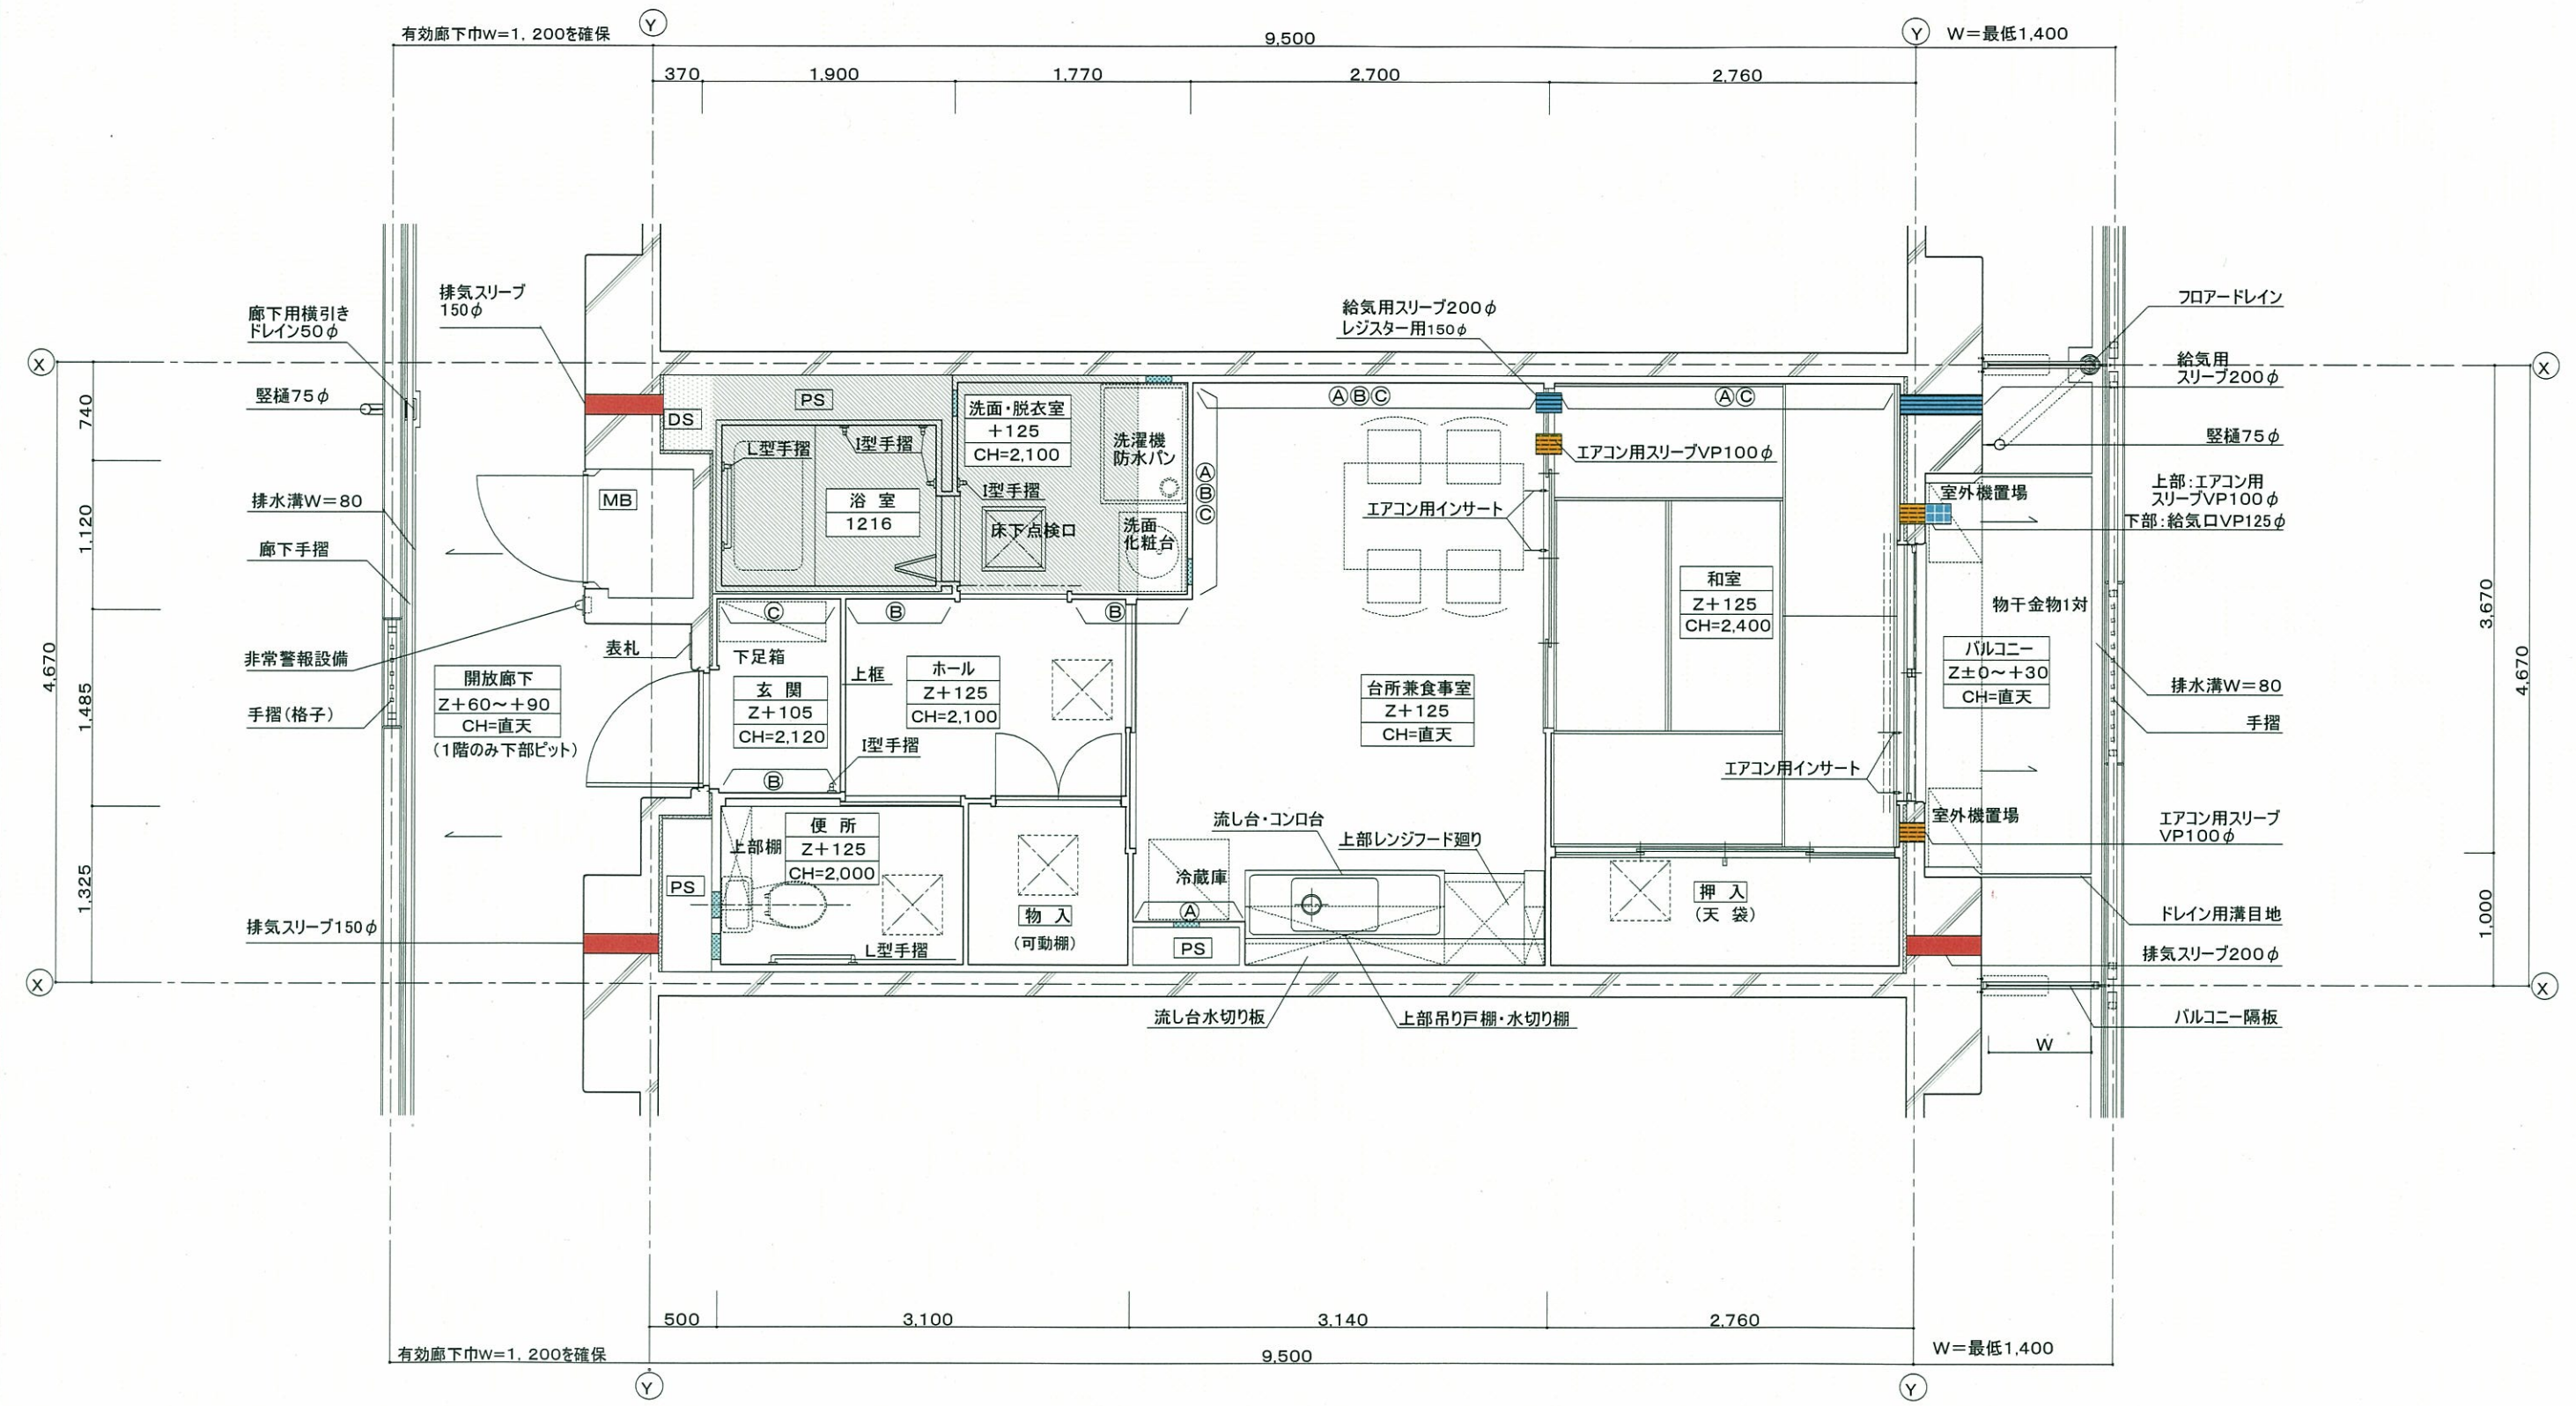 有効廊下巾W=1,200を確保
Y
9,500
Y
W=最低1,400
370
1,900
1,770
2,700
2,760
廊下用横引き
ドレイン50φ
排気スリーブ
150φ
給気用スリーブ200φ
レジスター用150φ
フロアードレイン
X
X
給気用
スリーブ200φ
竪樋75φ
竪樋75φ
740
1,120
1,485
1,325
4,670
排水溝W=80
廊下手摺
非常警報設備
手摺(格子)
排気スリーブ150φ
開放廊下
Z+60～+90
CH=直天
(1階のみ下部ピット)
表札
MB
DS
PS
L型手摺
I型手摺
浴室
1216
洗面・脱衣室
+125
CH=2,100
I型手摺
床下点検口
洗濯機
防水パン
洗面
化粧台
ⒶⒷⒸ
Ⓐ
Ⓑ
Ⓒ
ⒶⒸ
エアコン用スリーブVP100φ
エアコン用インサート
和室
Z+125
CH=2,400
室外機置場
上部:エアコン用
スリーブVP100φ
下部:給気口VP125φ
物干金物1対
バルコニー
Z±0～+30
CH=直天
3,670
4,670
1,000
排水溝W=80
手摺
Ⓒ
下足箱
玄関
Z+105
CH=2,120
Ⓑ
I型手摺
上框
Ⓑ
Ⓑ
ホール
Z+125
CH=2,100
台所兼食事室
Z+125
CH=直天
エアコン用インサート
室外機置場
エアコン用スリーブ
VP100φ
便所
Z+125
CH=2,000
上部棚
PS
L型手摺
物入
(可動棚)
冷蔵庫
Ⓐ
PS
流し台・コンロ台
上部レンジフード廻り
押入
(天袋)
ドレイン用溝目地
排気スリーブ200φ
X
X
流し台水切り板
上部吊り戸棚・水切り棚
バルコニー隔板
W
500
3,100
3,140
2,760
有効廊下巾W=1,200を確保
9,500
W=最低1,400
Y
Y